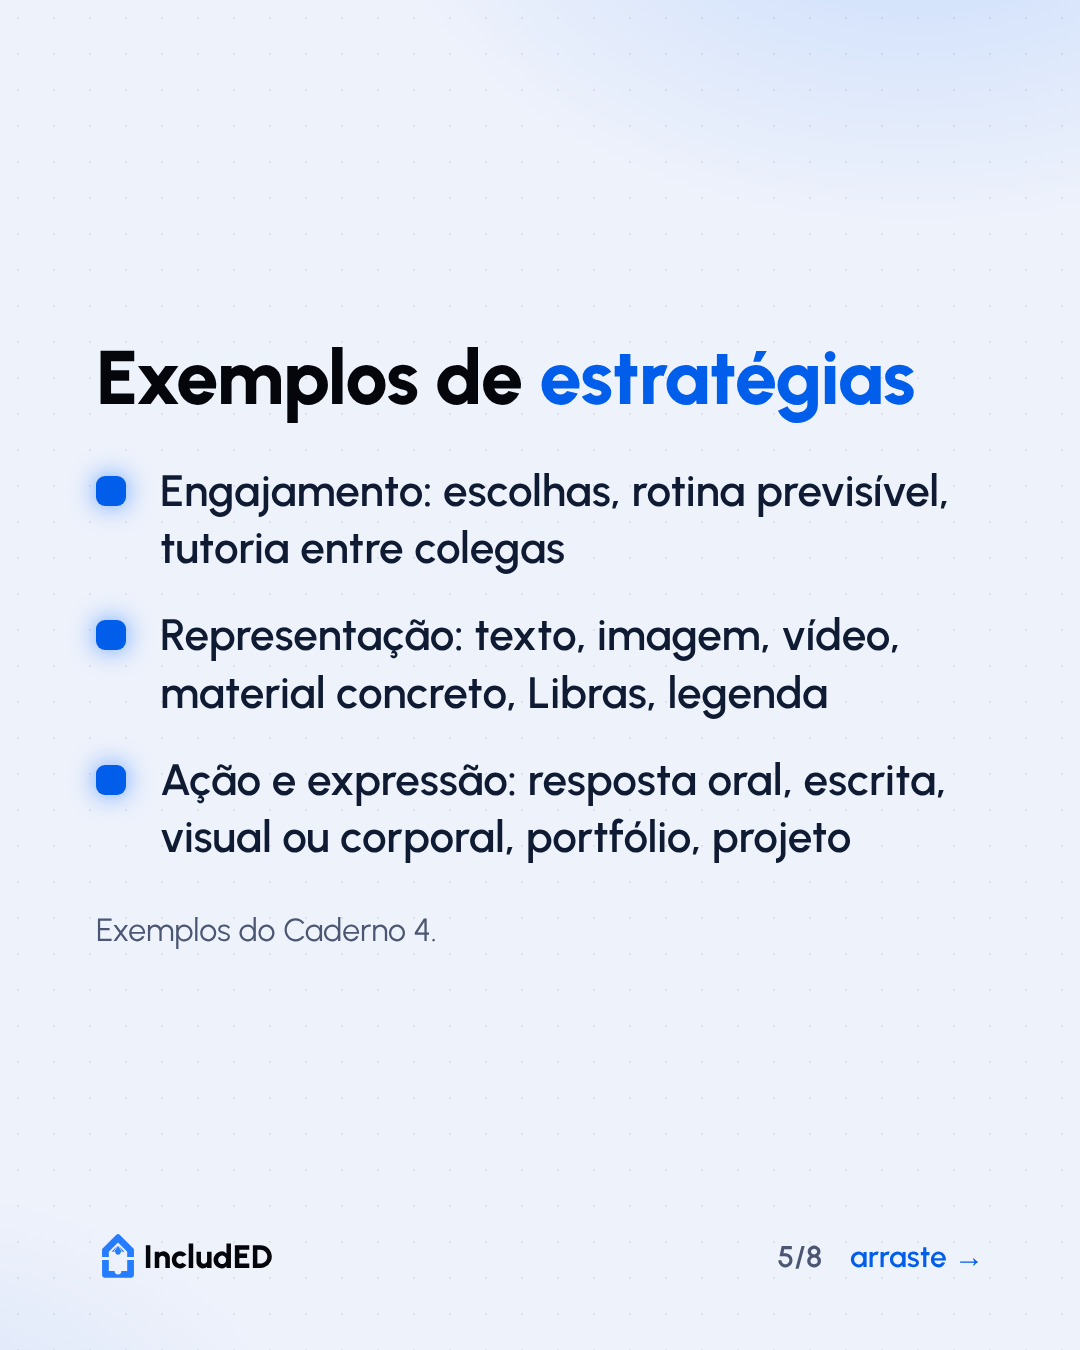 Exemplos de estratégias
Engajamento: escolhas, rotina previsível,
tutoria entre colegas
Representação: texto, imagem, vídeo,
material concreto, Libras, legenda
Ação e expressão: resposta oral, escrita,
visual ou corporal, portfólio, projeto
Exemplos do Caderno 4.
IncludED
5/8 arraste →